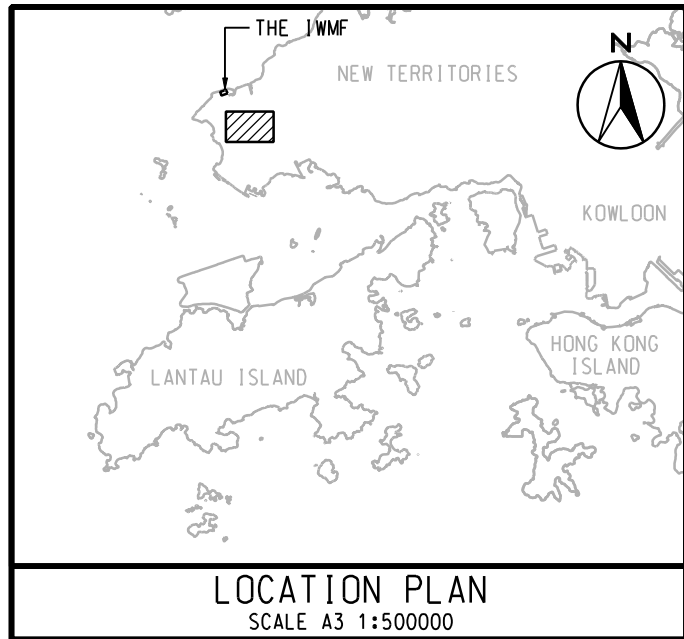 THE IWMF
N
NEW TERRITORIES
KOWLOON
HONG KONG
ISLAND
LANTAU ISLAND
LOCATION PLAN
SCALE A3 1:500000